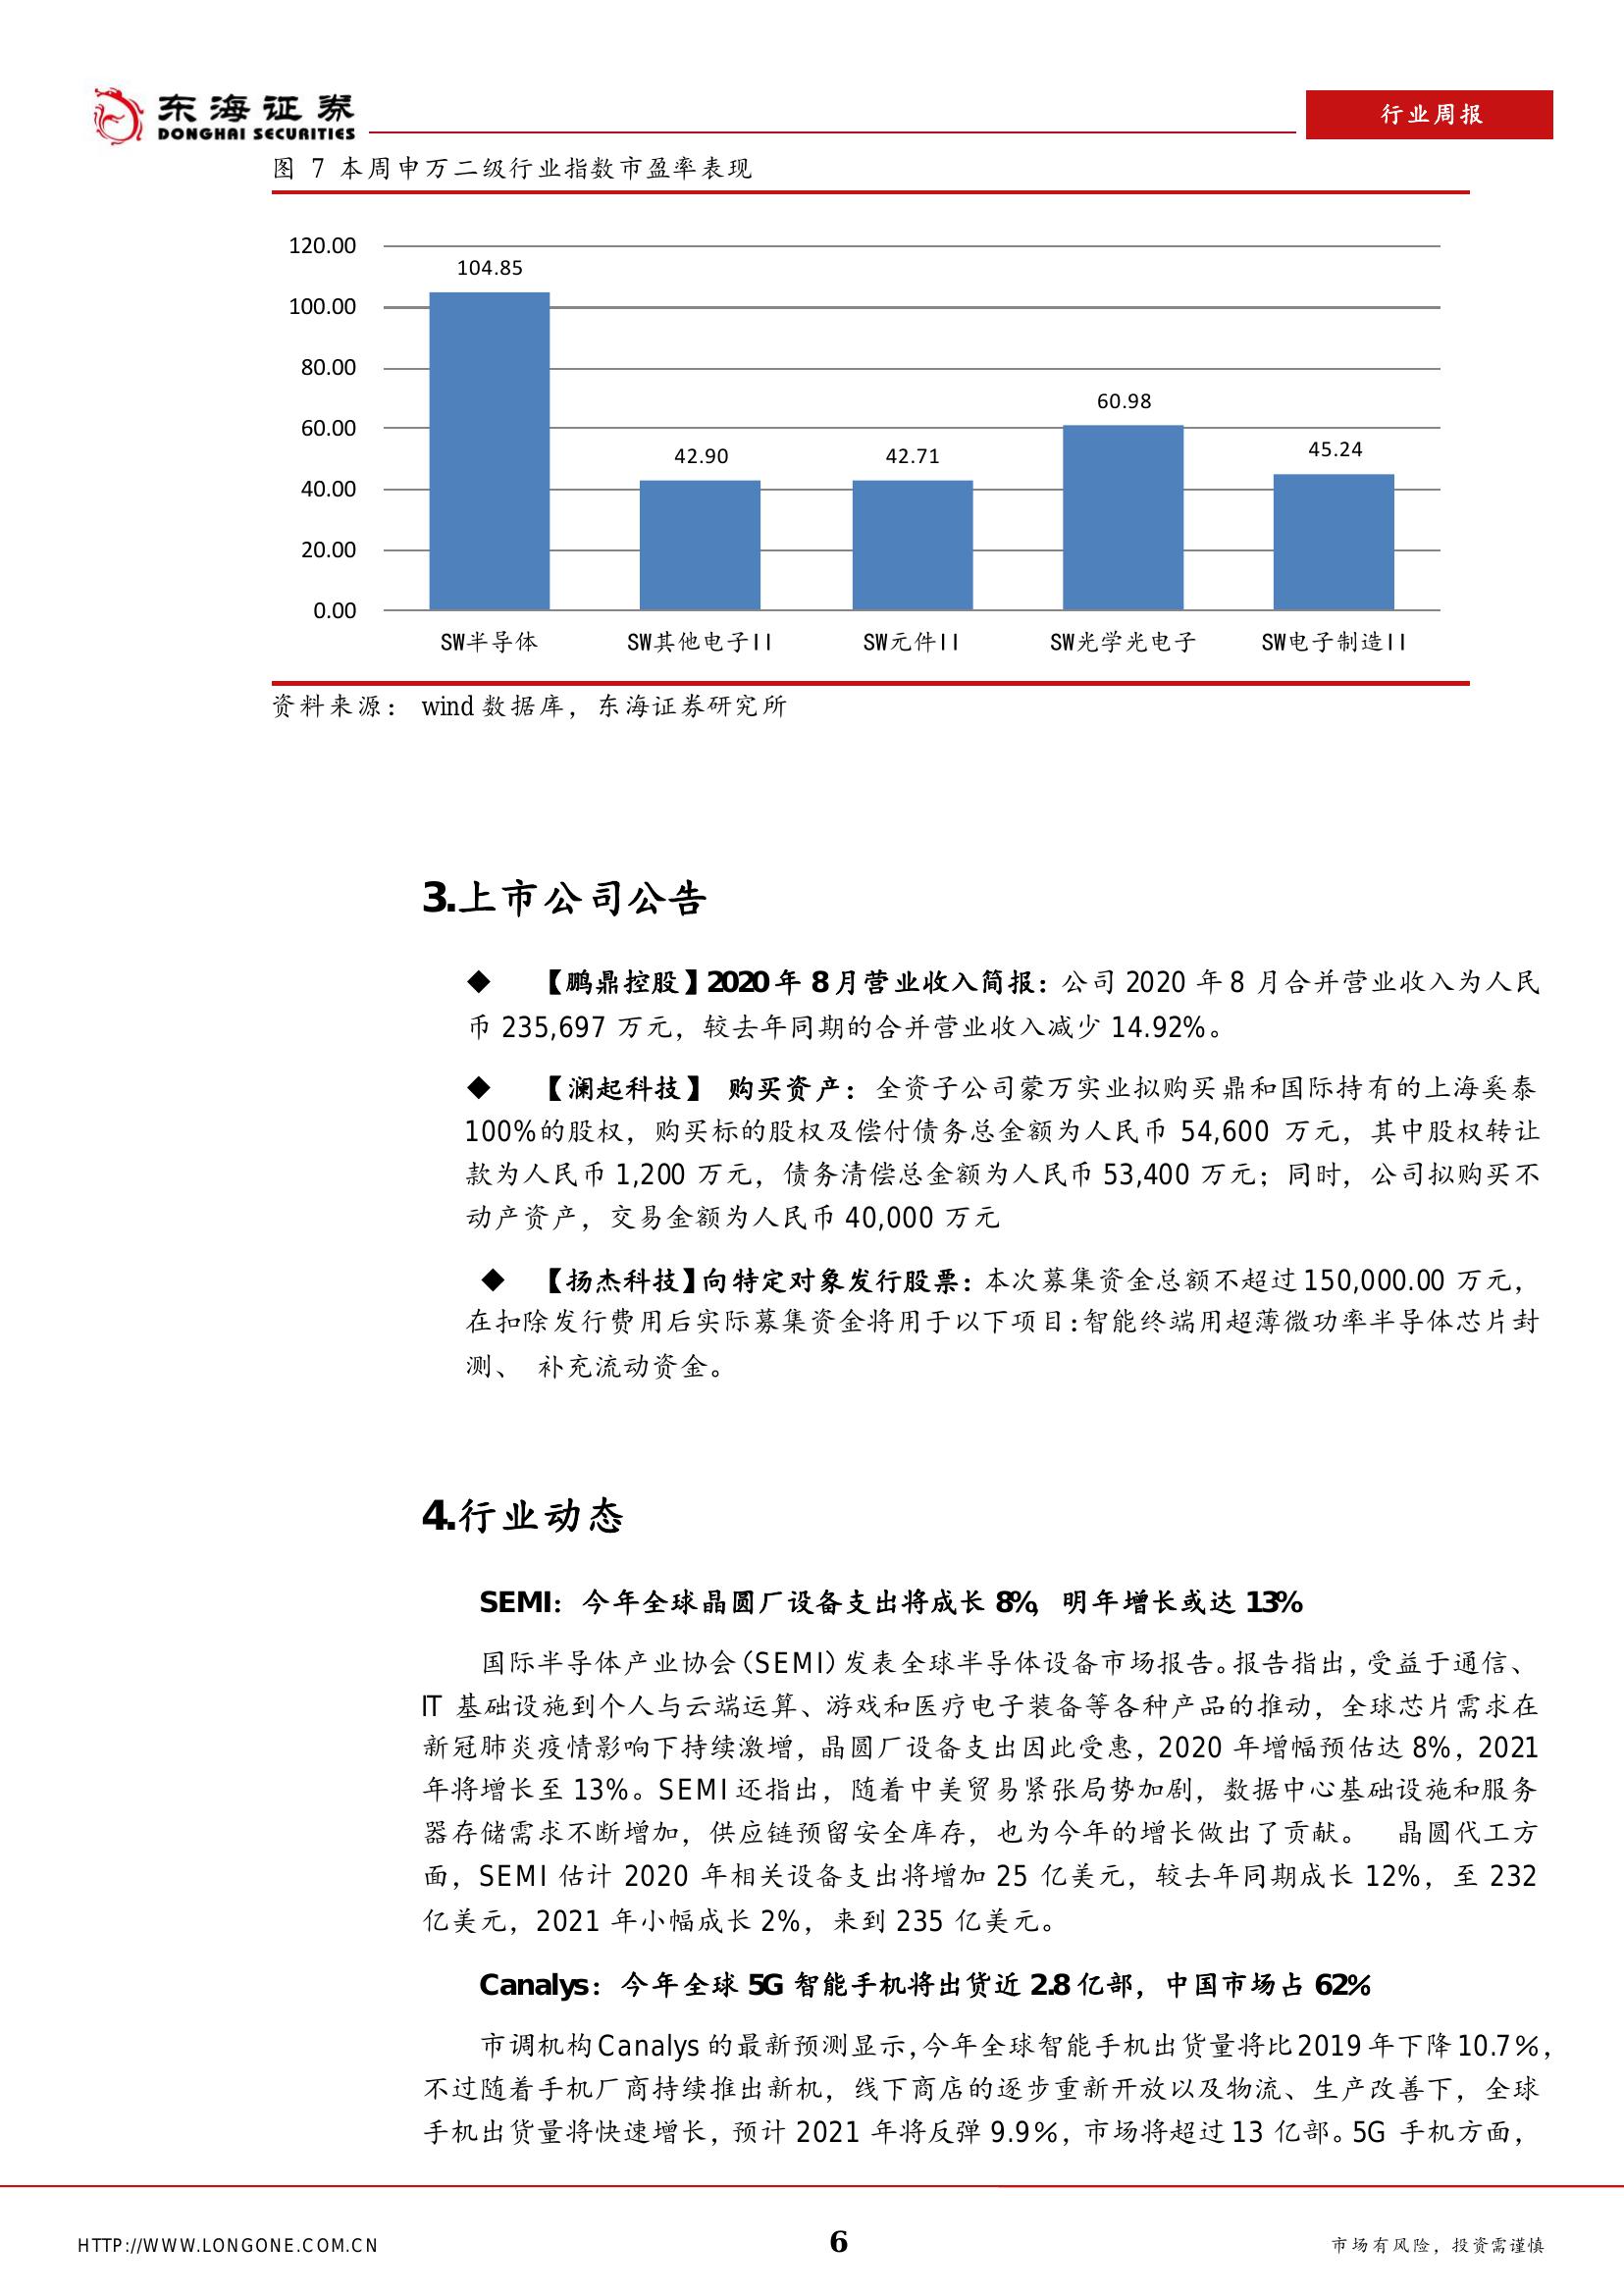 东海证券
DONGHAI SECURITIES
行业周报
图 7 本周申万二级行业指数市盈率表现
120.00
100.00
80.00
60.00
40.00
20.00
0.00
104.85
42.90
42.71
60.98
45.24
SW半导体
SW其他电子II
SW元件II
SW光学光电子
SW电子制造II
资料来源： wind 数据库，东海证券研究所
3.上市公司公告
◆ 【鹏鼎控股】2020 年 8 月营业收入简报：公司 2020 年 8 月合并营业收入为人民
币 235,697 万元，较去年同期的合并营业收入减少 14.92%。
◆ 【澜起科技】 购买资产：全资子公司蒙万实业拟购买鼎和国际持有的上海奚泰
100%的股权，购买标的股权及偿付债务总金额为人民币 54,600 万元，其中股权转让
款为人民币 1,200 万元，债务清偿总金额为人民币 53,400 万元；同时，公司拟购买不
动产资产，交易金额为人民币 40,000 万元
◆ 【扬杰科技】向特定对象发行股票：本次募集资金总额不超过 150,000.00 万元，
在扣除发行费用后实际募集资金将用于以下项目：智能终端用超薄微功率半导体芯片封
测、 补充流动资金。
4.行业动态
SEMI：今年全球晶圆厂设备支出将成长 8%，明年增长或达 13%
国际半导体产业协会（SEMI）发表全球半导体设备市场报告。报告指出，受益于通信、
IT 基础设施到个人与云端运算、游戏和医疗电子装备等各种产品的推动，全球芯片需求在
新冠肺炎疫情影响下持续激增，晶圆厂设备支出因此受惠，2020 年增幅预估达 8%，2021
年将增长至 13%。SEMI 还指出，随着中美贸易紧张局势加剧，数据中心基础设施和服务
器存储需求不断增加，供应链预留安全库存，也为今年的增长做出了贡献。 晶圆代工方
面，SEMI 估计 2020 年相关设备支出将增加 25 亿美元，较去年同期成长 12%，至 232
亿美元，2021 年小幅成长 2%，来到 235 亿美元。
Canalys：今年全球 5G 智能手机将出货近 2.8 亿部，中国市场占 62%
市调机构 Canalys 的最新预测显示，今年全球智能手机出货量将比 2019 年下降 10.7％，
不过随着手机厂商持续推出新机，线下商店的逐步重新开放以及物流、生产改善下，全球
手机出货量将快速增长，预计 2021 年将反弹 9.9％，市场将超过 13 亿部。5G 手机方面，
HTTP://WWW.LONGONE.COM.CN
6
市场有风险，投资需谨慎